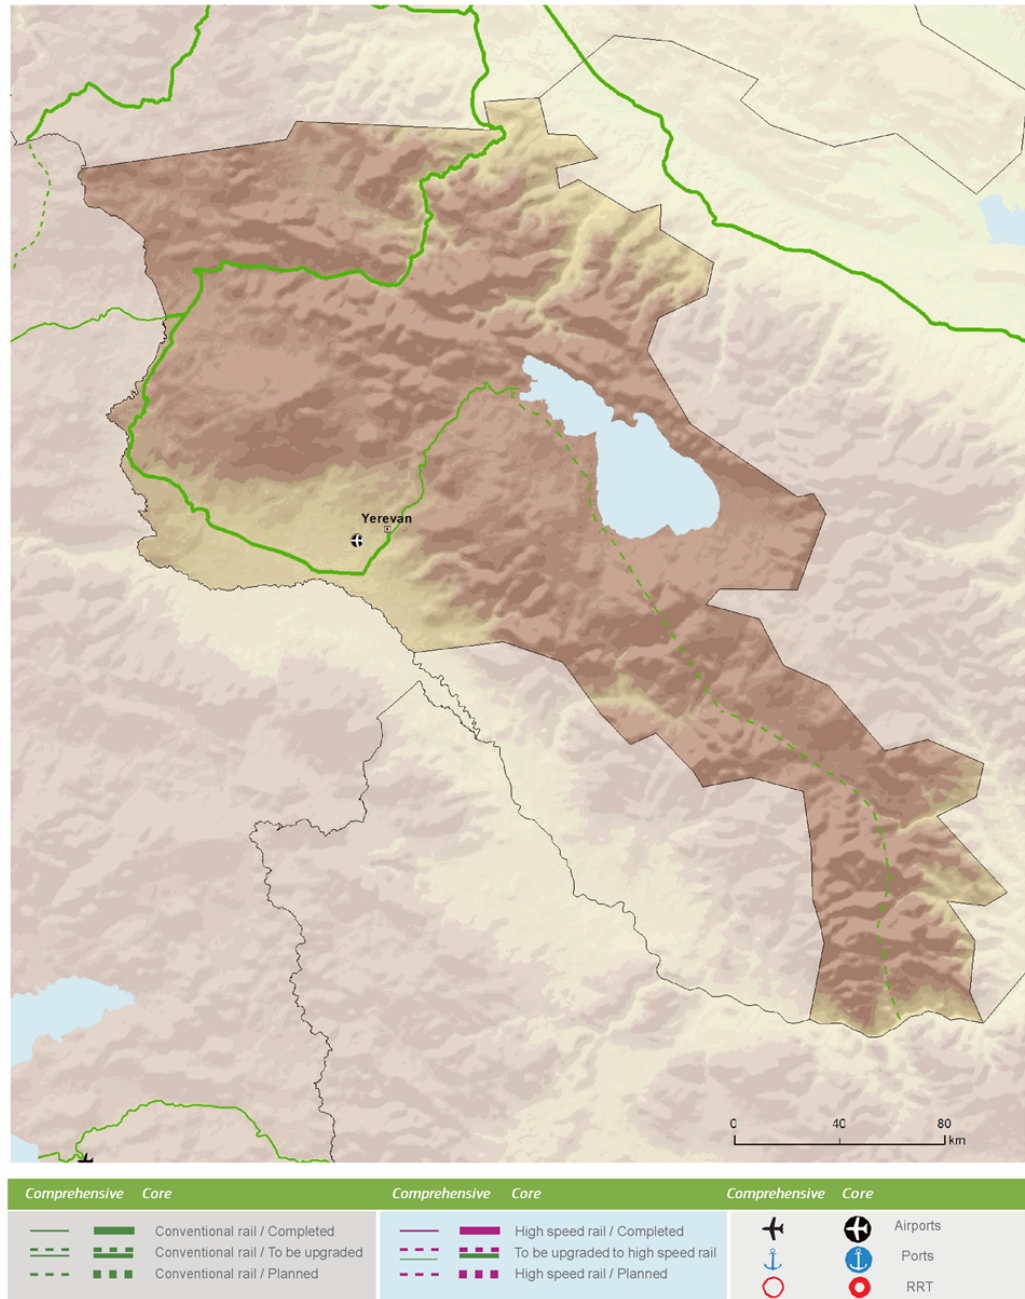 Yerevan
0 40 80
km
Comprehensive Core Comprehensive Core Comprehensive Core
Conventional rail / Completed High speed rail / Completed Airports
Conventional rail / To be upgraded To be upgraded to high speed rail Ports
Conventional rail / Planned High speed rail / Planned RRT